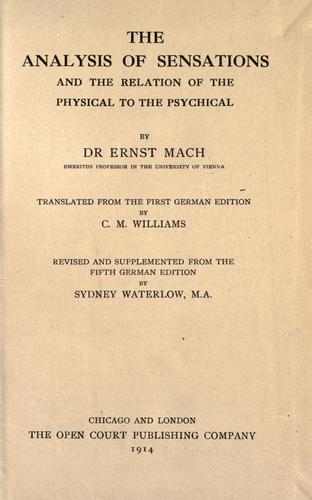 THE
ANALYSIS OF SENSATIONS
AND THE RELATION OF THE
PHYSICAL TO THE PSYCHICAL
BY
DR ERNST MACH
EMERITUS PROFESSOR IN THE UNIVERSITY OF VIENNA
TRANSLATED FROM THE FIRST GERMAN EDITION
BY
C. M. WILLIAMS
REVISED AND SUPPLEMENTED FROM THE
FIFTH GERMAN EDITION
BY
SYDNEY WATERLOW, M.A.
CHICAGO AND LONDON
THE OPEN COURT PUBLISHING COMPANY
1914